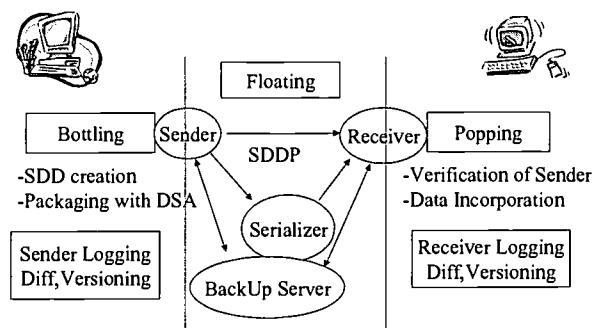 Floating
Bottling
Sender
SDDP
Receiver
Popping
-SDD creation
-Packaging with DSA
-Verification of Sender
-Data Incorporation
Serializer
Sender Logging
Diff,Versioning
BackUp Server
Receiver Logging
Diff,Versioning